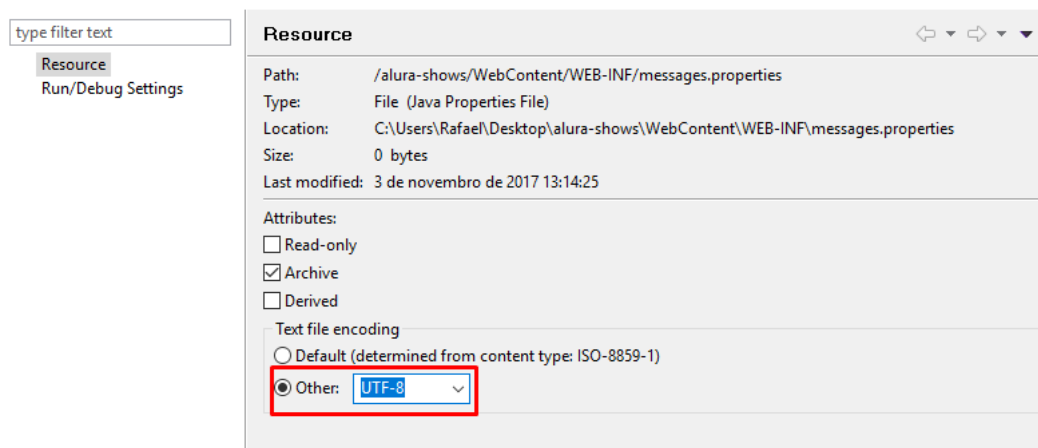 type filter text
Resource
Run/Debug Settings
Resource
Path: /alura-shows/WebContent/WEB-INF/messages.properties
Type: File (Java Properties File)
Location: C:\Users\Rafael\Desktop\alura-shows\WebContent\WEB-INF\messages.properties
Size: 0 bytes
Last modified: 3 de novembro de 2017 13:14:25
Attributes:
Read-only
Archive
Derived
Text file encoding
Default (determined from content type: ISO-8859-1)
Other: UTF-8